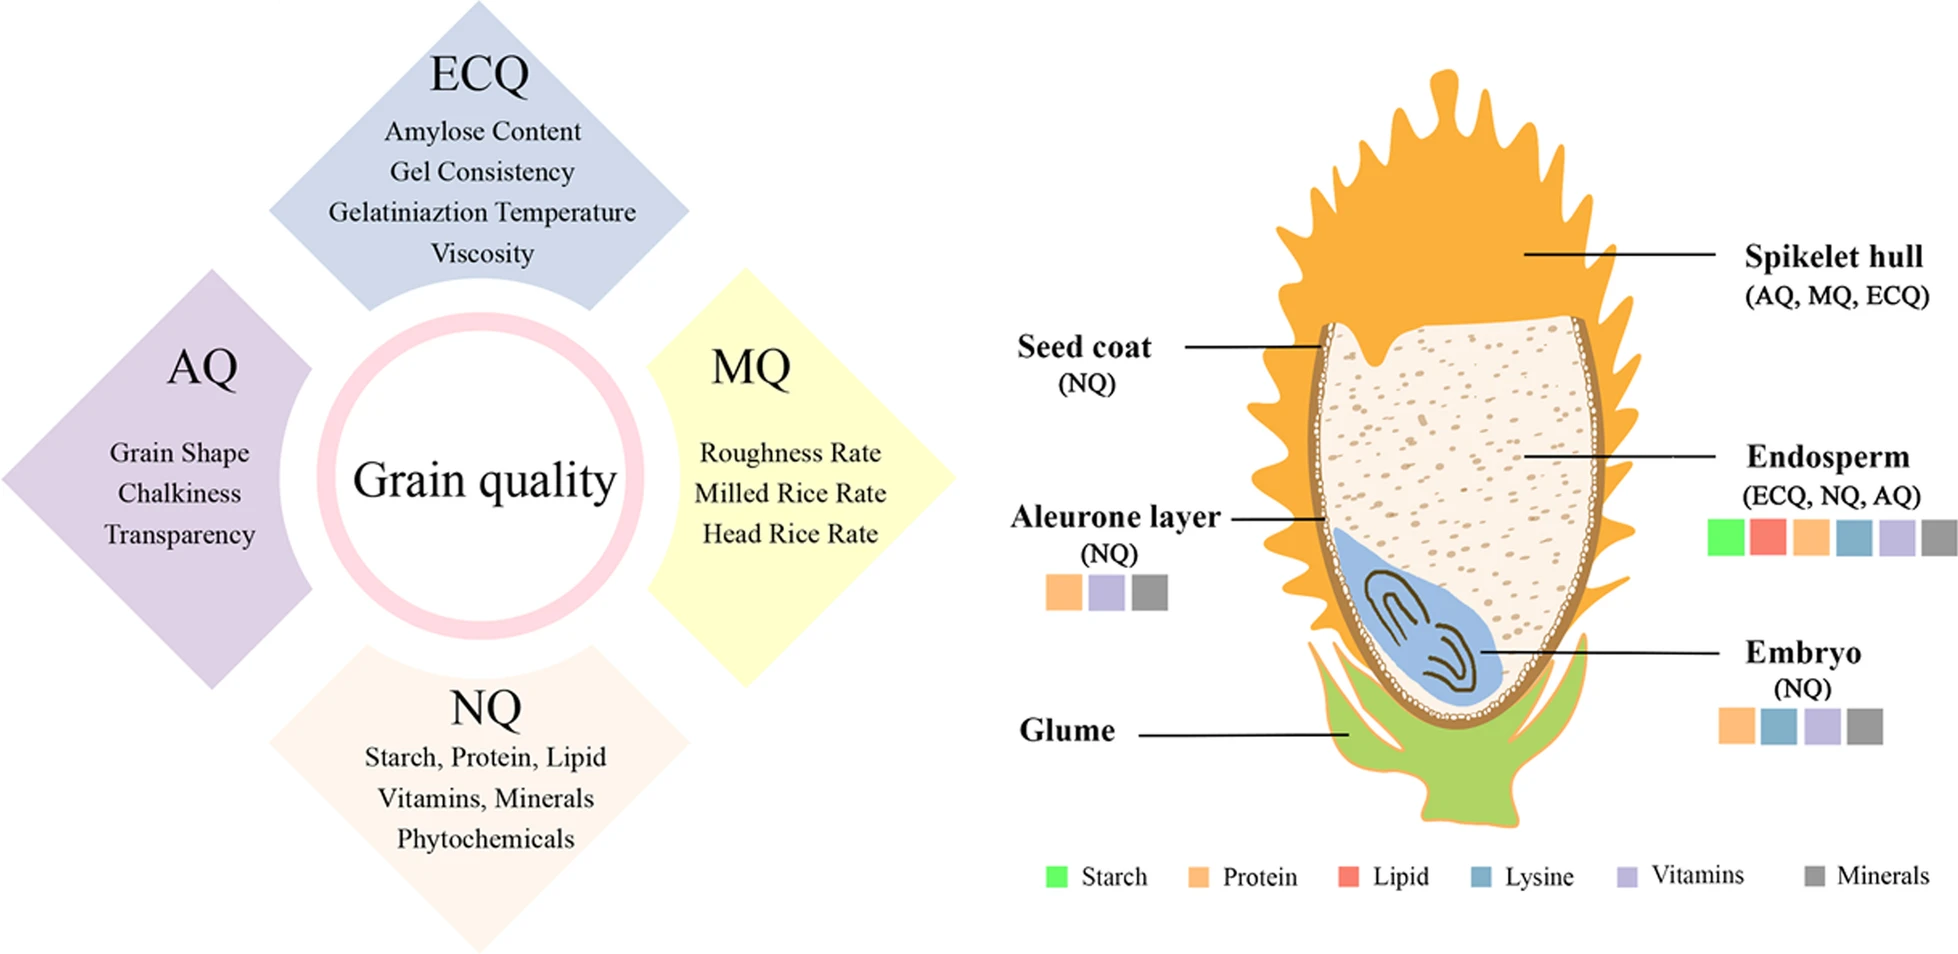 ECQ
Amylose Content
Gel Consistency
Gelatiniaztion Temperature
Viscosity
AQ
Grain Shape
Chalkiness
Transparency
Grain quality
MQ
Roughness Rate
Milled Rice Rate
Head Rice Rate
NQ
Starch, Protein, Lipid
Vitamins, Minerals
Phytochemicals
Spikelet hull
(AQ, MQ, ECQ)
Seed coat
(NQ)
Endosperm
(ECQ, NQ, AQ)
Aleurone layer
(NQ)
Embryo
(NQ)
Glume
Starch Protein Lipid Lysine Vitamins Minerals